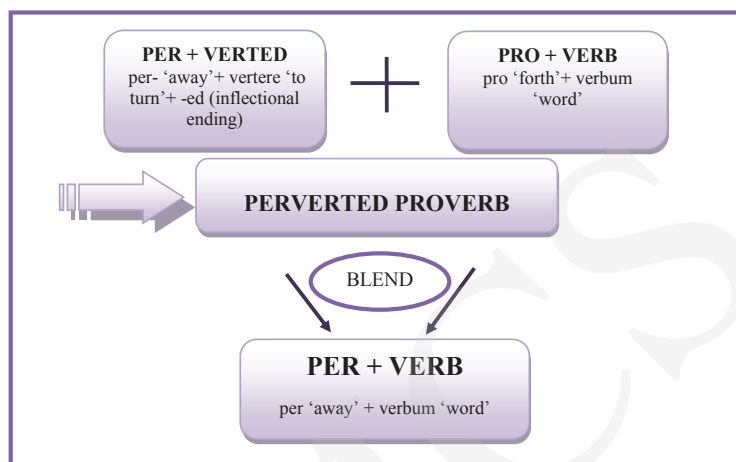 PER + VERTED
per- ‘away’+ vertere ‘to
turn’+ -ed (inflectional
ending)
PRO + VERB
pro ‘forth’+ verbum
‘word’
PERVERTED PROVERB
BLEND
PER + VERB
per ‘away’ + verbum ‘word’